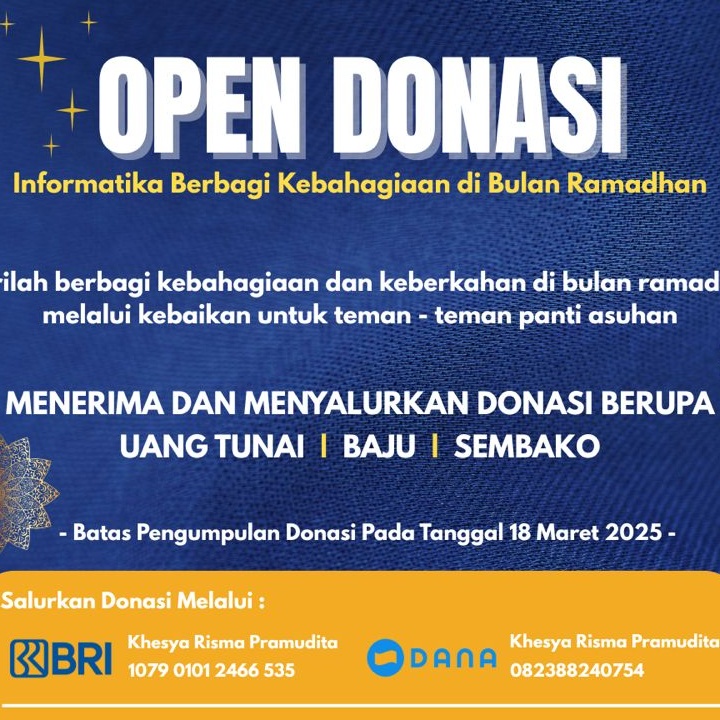 OPEN DONASI
Informatika Berbagi Kebahagiaan di Bulan Ramadhan
berbagi kebahagiaan dan keberkahan di bulan
melalui kebaikan untuk teman - teman panti asuhan
MENERIMA DAN MENYALURKAN DONASI BERUPA
UANG TUNAI | BAJU | SEMBAKO
- Batas Pengumpulan Donasi Pada Tanggal 18 Maret 2025 -
Salurkan Donasi Melalui :
BRI
Khesya Risma Pramudita
1079 0101 2466 535
DANA
Khesya Risma Pramudita
082388240754